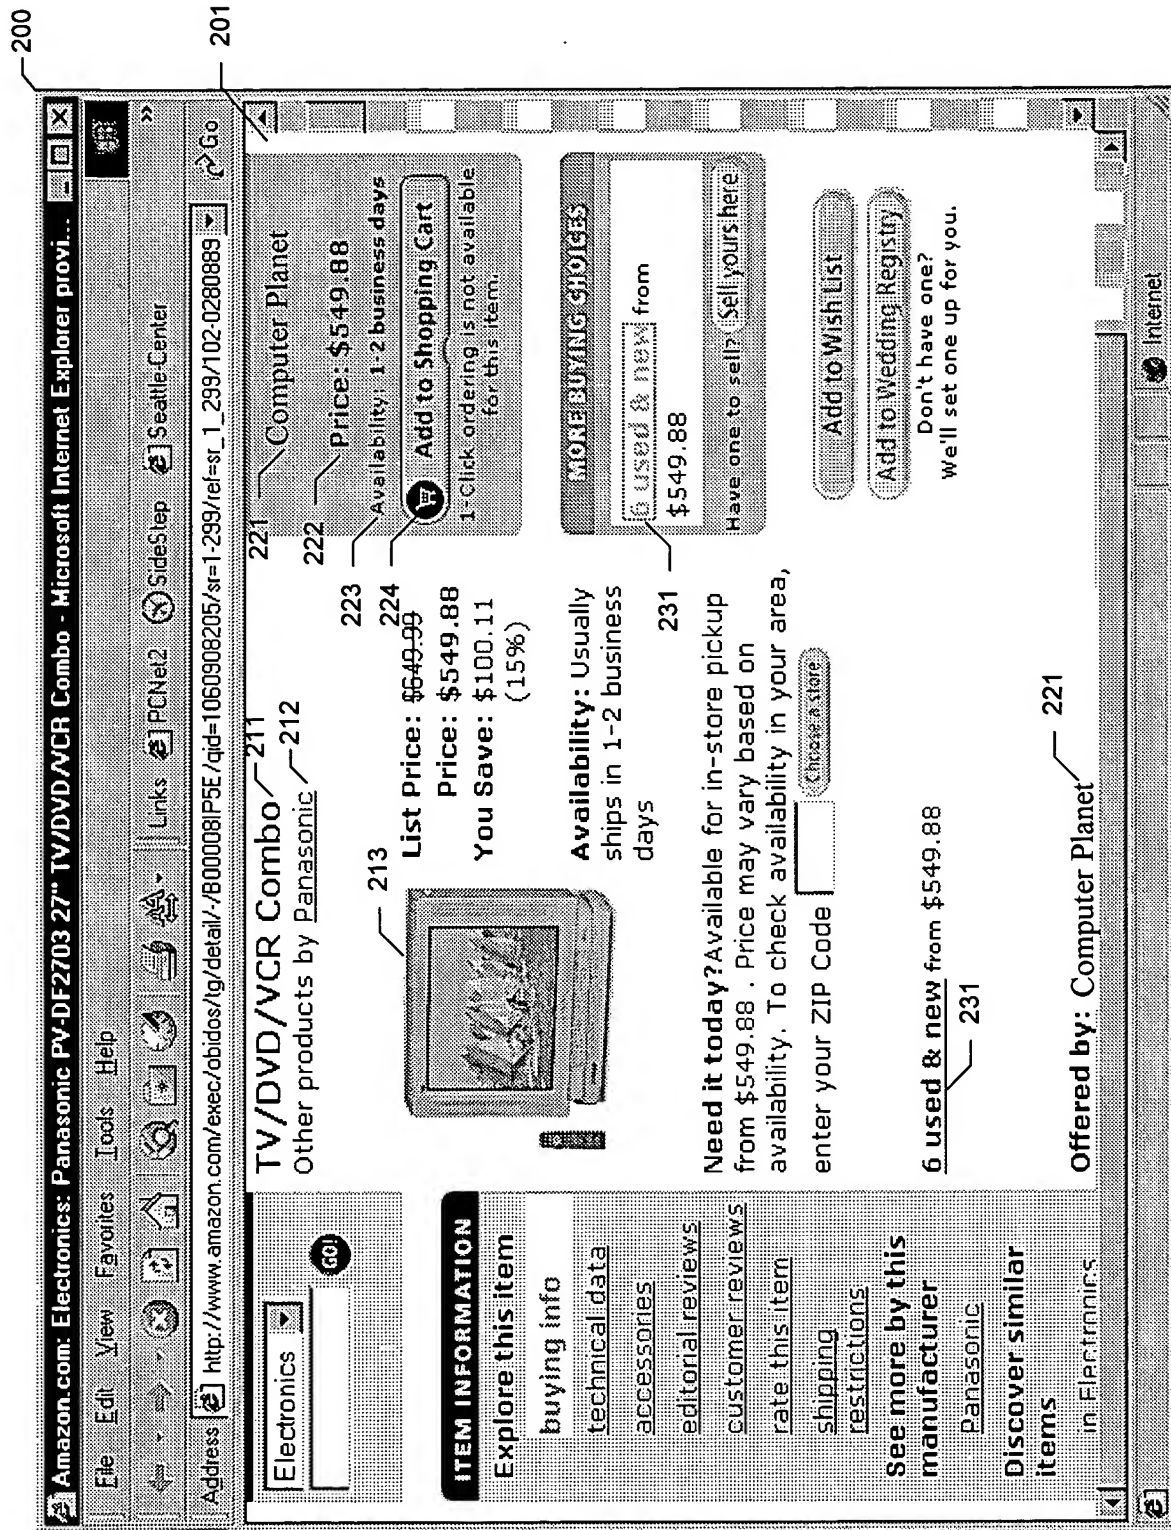 200
Amazon.com: Electronics: Panasonic PV-DF2703 27" TV/DVD/VCR Combo - Microsoft Internet Explorer provi...
File Edit View Favorites Tools Help
Links PCNet2 SideStep Seattle-Center »
Address http://www.amazon.com/exec/obidos/tg/detail/-/B00008IP5E/qid=1060908205/sr=1-299/ref=sr_1_299/102-0280889 Go
201
Electronics
GO!
ITEM INFORMATION
Explore this item
buying info
technical data
accessories
editorial reviews
customer reviews
rate this item
shipping
restrictions
See more by this
manufacturer
Panasonic
Discover similar
items
in Electronics
TV/DVD/VCR Combo 211
Other products by Panasonic 212
213
List Price: $649.99
Price: $549.88
You Save: $100.11
(15%)
Availability: Usually
ships in 1-2 business
days
Need it today? Available for in-store pickup
from $549.88 . Price may vary based on
availability. To check availability in your area,
enter your ZIP Code Choose a store
6 used & new from $549.88
231
Offered by: Computer Planet 221
221 Computer Planet
222 Price: $549.88
223 Availability: 1-2 business days
224 Add to Shopping Cart
1-Click ordering is not available
for this item.
MORE BUYING CHOICES
6 used & new from
$549.88
231
Have one to sell? Sell yours here
Add to Wish List
Add to Wedding Registry
Don't have one?
We'll set one up for you.
Internet